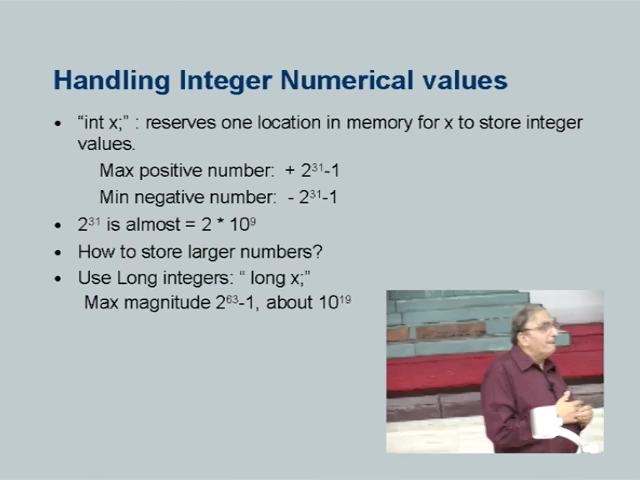 Handling Integer Numerical values
• “int x;” : reserves one location in memory for x to store integer
values.
Max positive number: + 2³¹-1
Min negative number: - 2³¹-1
• 2³¹ is almost = 2 * 10⁹
• How to store larger numbers?
• Use Long integers: “ long x;”
Max magnitude 2⁶³-1, about 10¹⁹